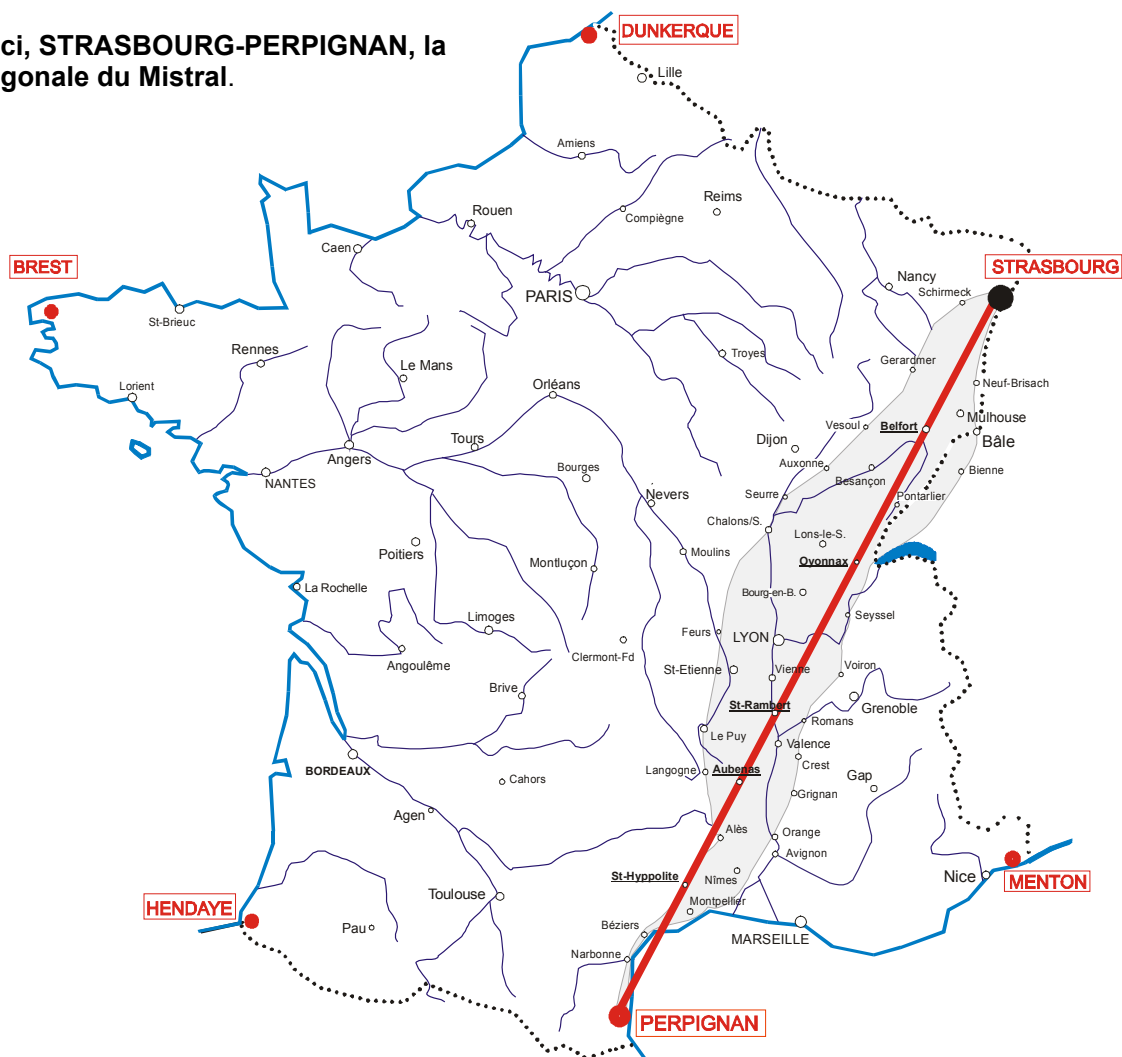 ci, STRASBOURG-PERPIGNAN, la
gonale du Mistral.
DUNKERQUE
Lille
Amiens
Reims
Compiègne
Rouen
Caen
BREST
STRASBOURG
Nancy
Schirmeck
PARIS
St-Brieuc
Rennes
Le Mans
Troyes
Gerardmer
Orléans
Neuf-Brisach
Lorient
Mulhouse
Vesoul
Belfort
Bâle
Tours
Dijon
Angers
Auxonne
Bourges
Besançon
Bienne
NANTES
Nevers
Seurre
Pontarlier
Chalons/S.
Lons-le-S.
Poitiers
Moulins
Montluçon
Oyonnax
La Rochelle
Bourg-en-B.
Limoges
Seyssel
Feurs
LYON
Clermont-Fd
Angoulême
St-Etienne
Vienne
Voiron
Brive
St-Rambert
Grenoble
Romans
Le Puy
Valence
BORDEAUX
Langogne
Aubenas
Crest
Cahors
Gap
Grignan
Agen
Alès
Orange
Avignon
St-Hyppolite
Nîmes
Nice
MENTON
Toulouse
HENDAYE
Montpellier
Pau
Béziers
MARSEILLE
Narbonne
PERPIGNAN